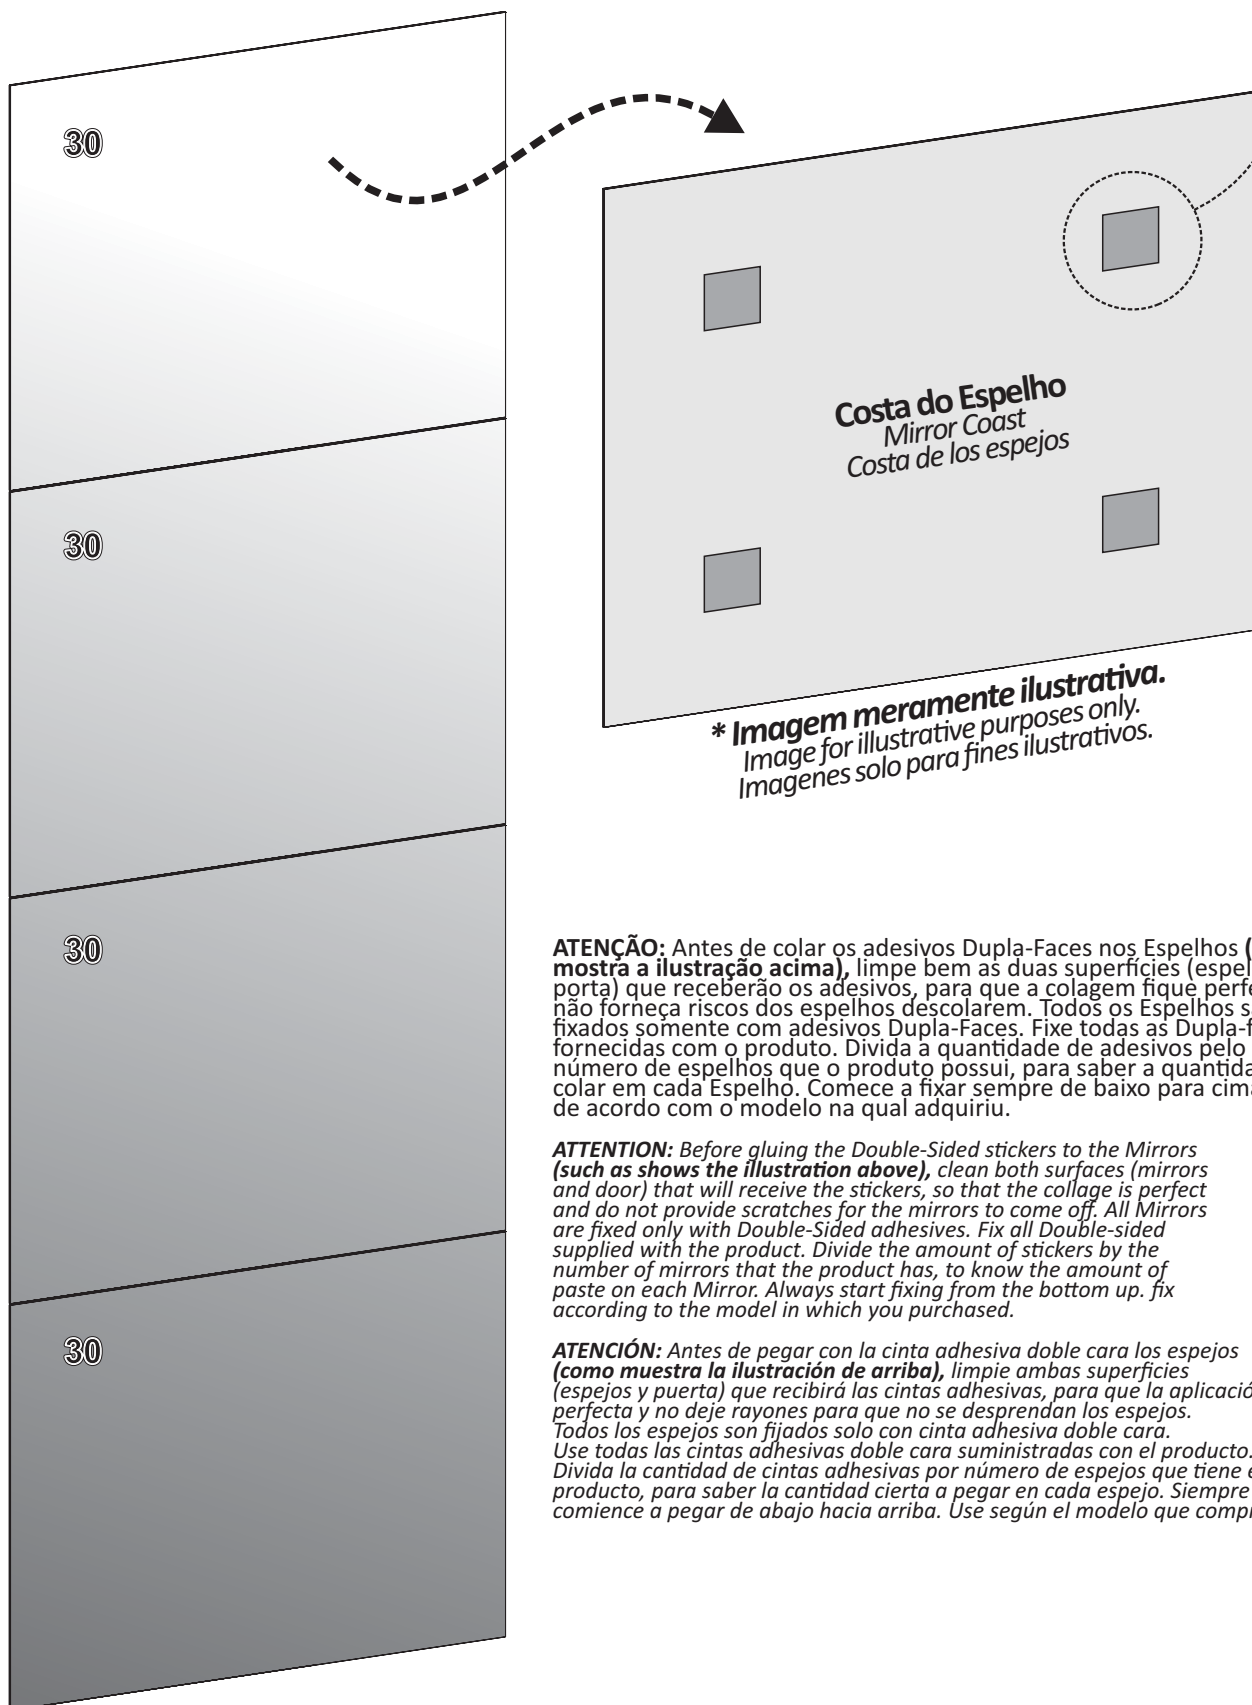 30
30
30
30
Costa do Espelho
Mirror Coast
Costa de los espejos
* Imagem meramente ilustrativa.
Image for illustrative purposes only.
Imagenes solo para fines ilustrativos.
ATENÇÃO: Antes de colar os adesivos Dupla-Faces nos Espelhos (
mostra a ilustração acima), limpe bem as duas superfícies (espel
porta) que receberão os adesivos, para que a colagem fique perfe
não forneça riscos dos espelhos descolarem. Todos os Espelhos s
fixados somente com adesivos Dupla-Faces. Fixe todas as Dupla-f
fornecidas com o produto. Divida a quantidade de adesivos pelo
número de espelhos que o produto possui, para saber a quantida
colar em cada Espelho. Comece a fixar sempre de baixo para cima
de acordo com o modelo na qual adquiriu.
ATTENTION: Before gluing the Double-Sided stickers to the Mirrors
(such as shows the illustration above), clean both surfaces (mirrors
and door) that will receive the stickers, so that the collage is perfect
and do not provide scratches for the mirrors to come off. All Mirrors
are fixed only with Double-Sided adhesives. Fix all Double-sided
supplied with the product. Divide the amount of stickers by the
number of mirrors that the product has, to know the amount of
paste on each Mirror. Always start fixing from the bottom up. fix
according to the model in which you purchased.
ATENCIÓN: Antes de pegar con la cinta adhesiva doble cara los espejos
(como muestra la ilustración de arriba), limpie ambas superficies
(espejos y puerta) que recibirá las cintas adhesivas, para que la aplicació
perfecta y no deje rayones para que no se desprendan los espejos.
Todos los espejos son fijados solo con cinta adhesiva doble cara.
Use todas las cintas adhesivas doble cara suministradas con el producto.
Divida la cantidad de cintas adhesivas por número de espejos que tiene e
producto, para saber la cantidad cierta a pegar en cada espejo. Siempre
comience a pegar de abajo hacia arriba. Use según el modelo que compr